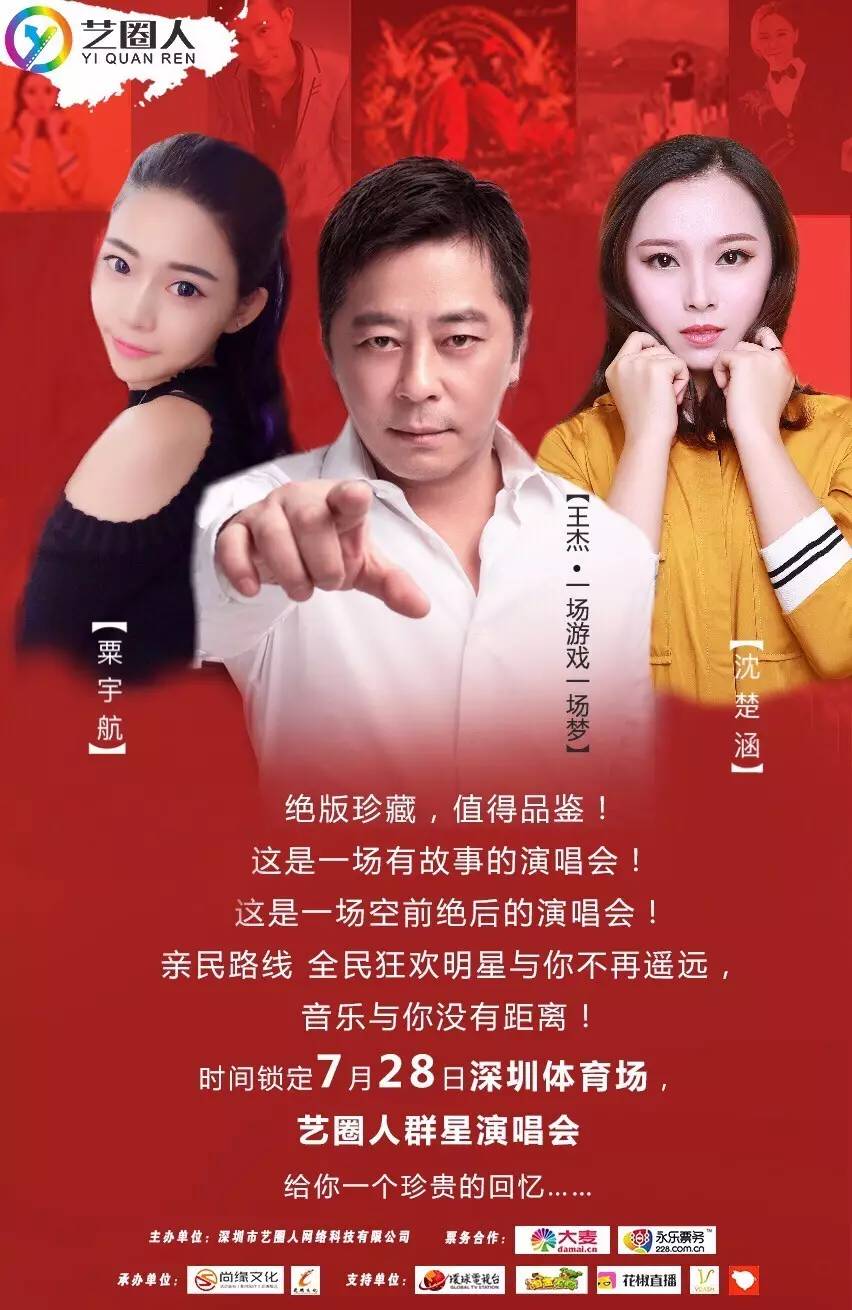 艺圈人
YI QUAN REN
【粟宇航】
【王杰·一场游戏一场梦】
【沈楚涵】
绝版珍藏，值得品鉴！
这是一场有故事的演唱会！
这是一场空前绝后的演唱会！
亲民路线 全民狂欢明星与你不再遥远，
音乐与你没有距离！
时间锁定7月28日深圳体育场，
艺圈人群星演唱会
给你一个珍贵的回忆……
主办单位：深圳市艺圈人网络科技有限公司 票务合作： 大麦 damai.cn 永乐票务 228.com.cn
承办单位： 尚缘文化 支持单位： 環球電視台 GLOBAL TV STATION 花椒直播